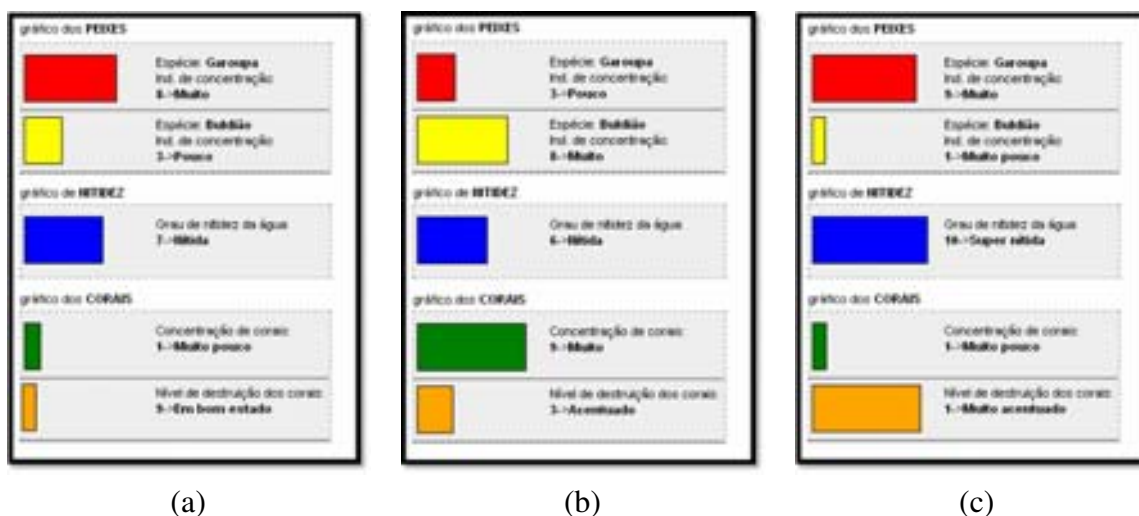 gráfico dos PEIXES
Espécie: Garoupa
Ind. de concentração
8->Muito
Espécie: Budião
Ind. de concentração
3->Pouco
gráfico de NITIDEZ
Grau de nitidez da água
7->Nítida
gráfico dos CORAIS
Concentração de corais:
1->Muito pouco
Nível de destruição dos corais:
9->Em bom estado
(a)
gráfico dos PEIXES
Espécie: Garoupa
Ind. de concentração
3->Pouco
Espécie: Budião
Ind. de concentração
8->Muito
gráfico de NITIDEZ
Grau de nitidez da água
6->Nítida
gráfico dos CORAIS
Concentração de corais:
9->Muito
Nível de destruição dos corais:
3->Acentuado
(b)
gráfico dos PEIXES
Espécie: Garoupa
Ind. de concentração
9->Muito
Espécie: Budião
Ind. de concentração
1->Muito pouco
gráfico de NITIDEZ
Grau de nitidez da água
10->Super nítida
gráfico dos CORAIS
Concentração de corais:
1->Muito pouco
Nível de destruição dos corais:
1->Muito acentuado
(c)